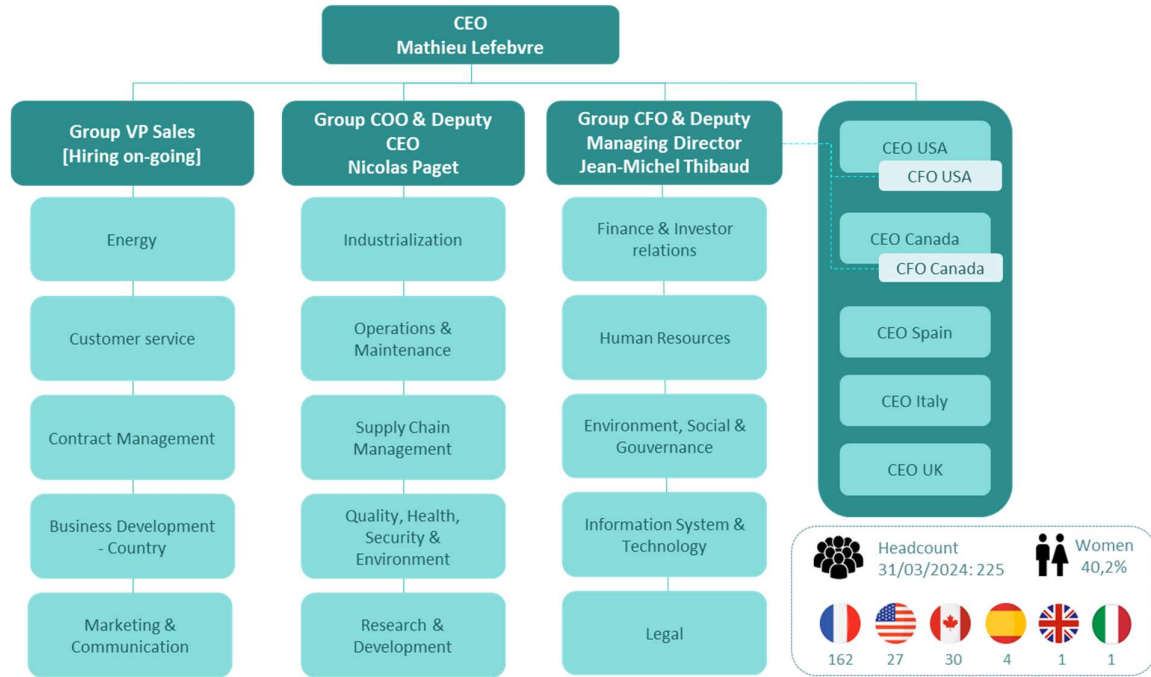 CEO
Mathieu Lefebvre
Group VP Sales
[Hiring on-going]
Energy
Customer service
Contract Management
Business Development
- Country
Marketing &
Communication
Group COO & Deputy
CEO
Nicolas Paget
Industrialization
Operations &
Maintenance
Supply Chain
Management
Quality, Health,
Security &
Environment
Research &
Development
Group CFO & Deputy
Managing Director
Jean-Michel Thibaud
Finance & Investor
relations
Human Resources
Environment, Social &
Gouvernance
Information System &
Technology
Legal
CEO USA
CFO USA
CEO Canada
CFO Canada
CEO Spain
CEO Italy
CEO UK
Headcount
31/03/2024: 225
Women
40,2%
162 27 30 4 1 1